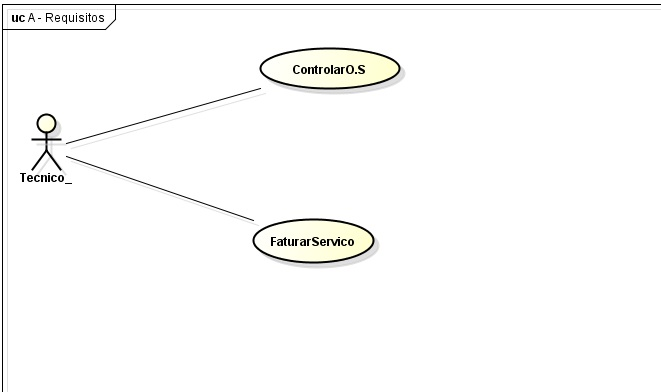 uc A - Requisitos
ControlarO.S
Tecnico_
FaturarServico